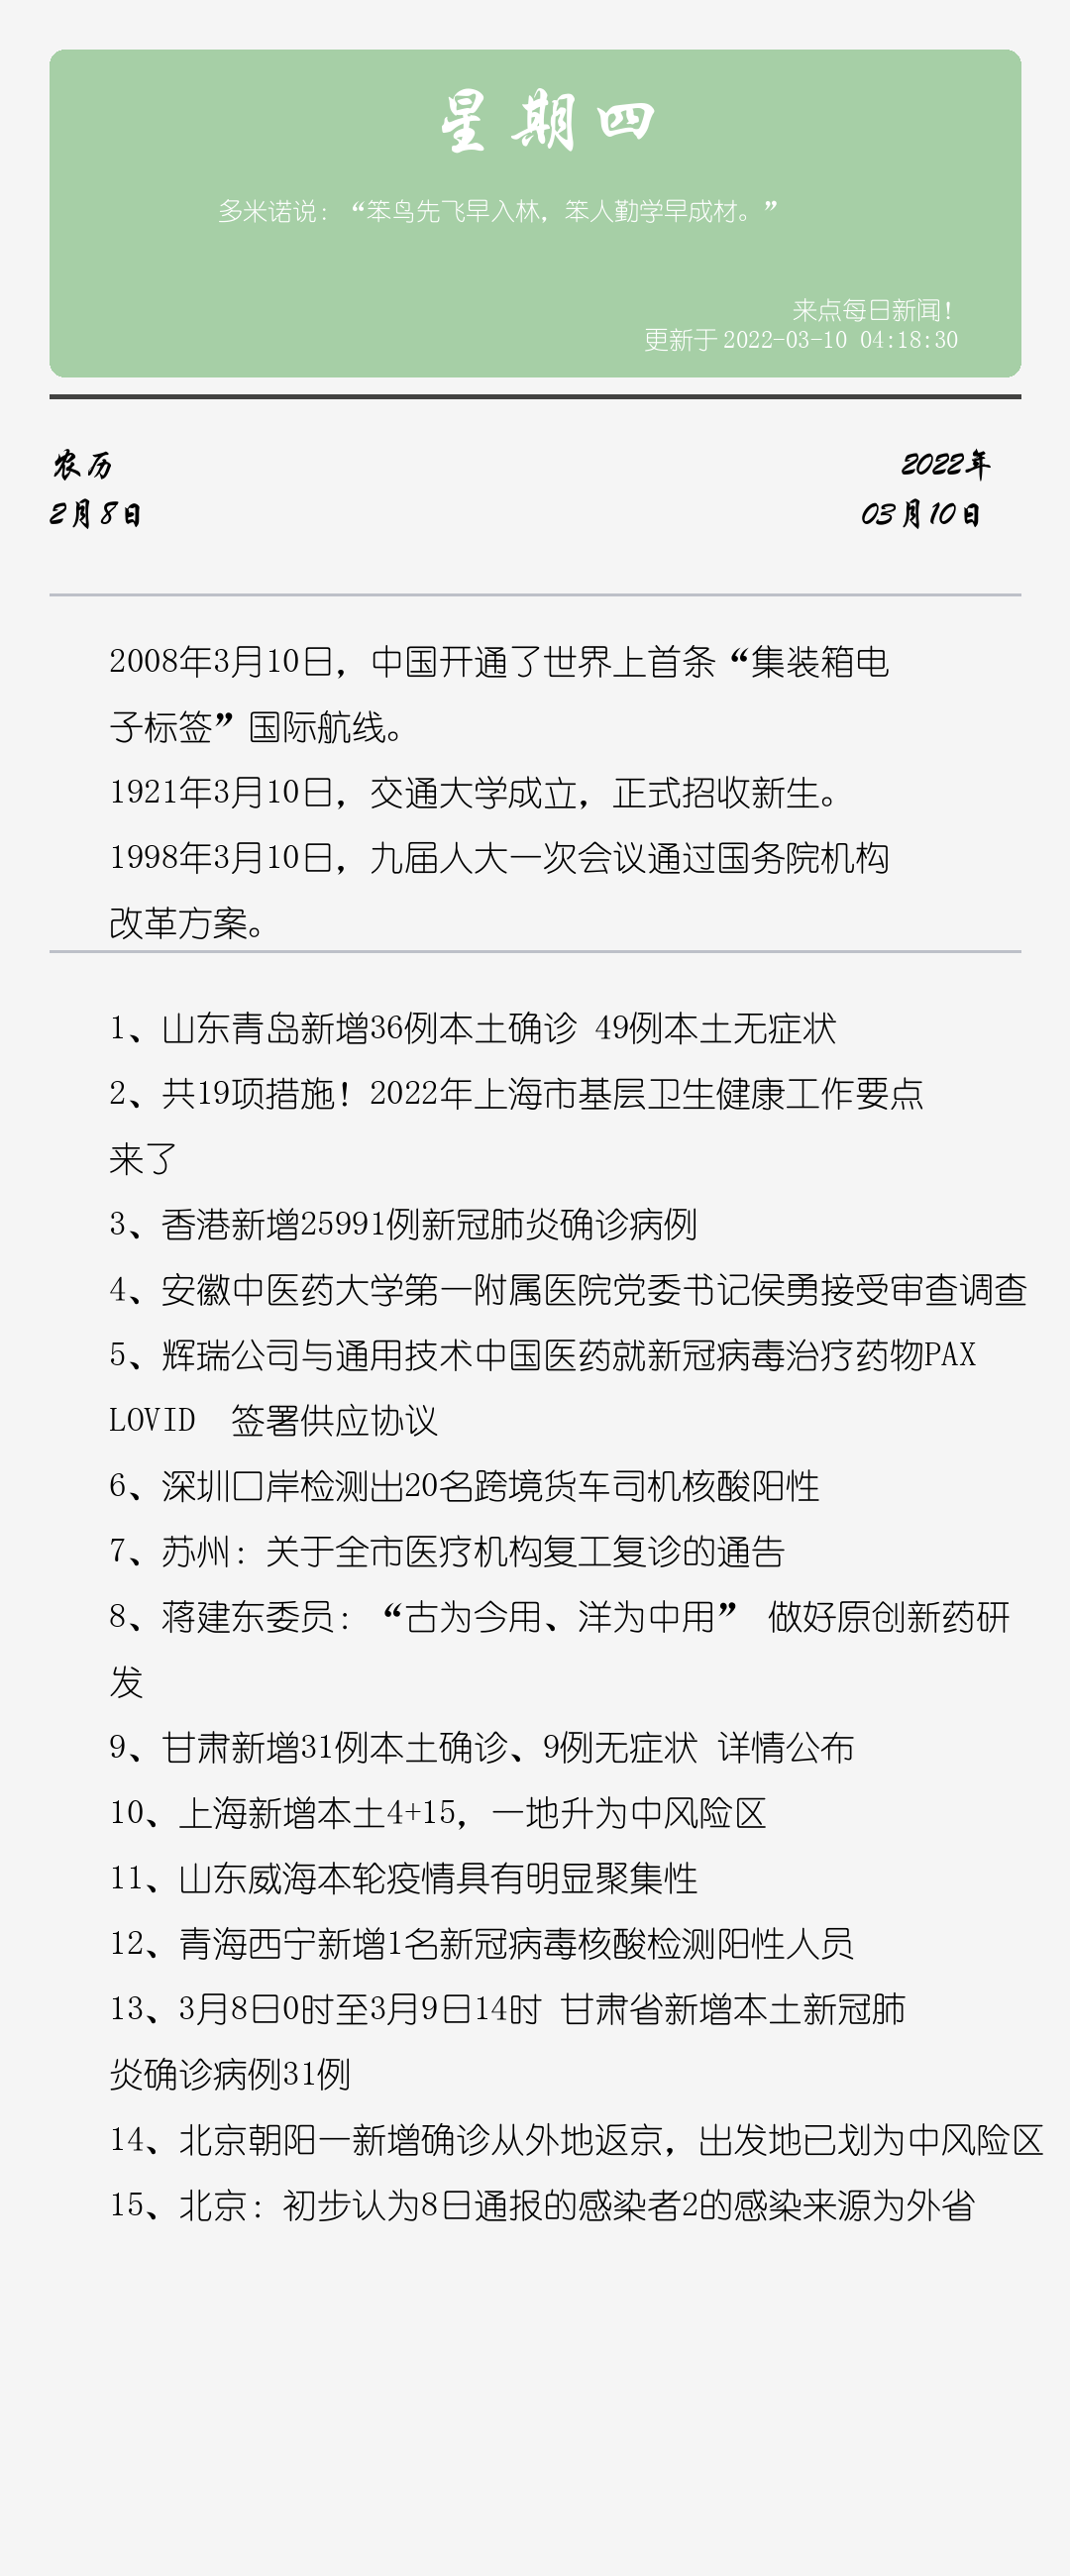 星期四
多米诺说：“笨鸟先飞早入林，笨人勤学早成材。”
来点每日新闻！
更新于 2022-03-10 04:18:30
农历
2月8日
2022年
03月10日
2008年3月10日，中国开通了世界上首条“集装箱电
子标签”国际航线。
1921年3月10日，交通大学成立，正式招收新生。
1998年3月10日，九届人大一次会议通过国务院机构
改革方案。
1、山东青岛新增36例本土确诊 49例本土无症状
2、共19项措施！2022年上海市基层卫生健康工作要点
来了
3、香港新增25991例新冠肺炎确诊病例
4、安徽中医药大学第一附属医院党委书记侯勇接受审查调查
5、辉瑞公司与通用技术中国医药就新冠病毒治疗药物PAX
LOVID  签署供应协议
6、深圳口岸检测出20名跨境货车司机核酸阳性
7、苏州：关于全市医疗机构复工复诊的通告
8、蒋建东委员：“古为今用、洋为中用” 做好原创新药研
发
9、甘肃新增31例本土确诊、9例无症状 详情公布
10、上海新增本土4+15，一地升为中风险区
11、山东威海本轮疫情具有明显聚集性
12、青海西宁新增1名新冠病毒核酸检测阳性人员
13、3月8日0时至3月9日14时 甘肃省新增本土新冠肺
炎确诊病例31例
14、北京朝阳一新增确诊从外地返京，出发地已划为中风险区
15、北京：初步认为8日通报的感染者2的感染来源为外省